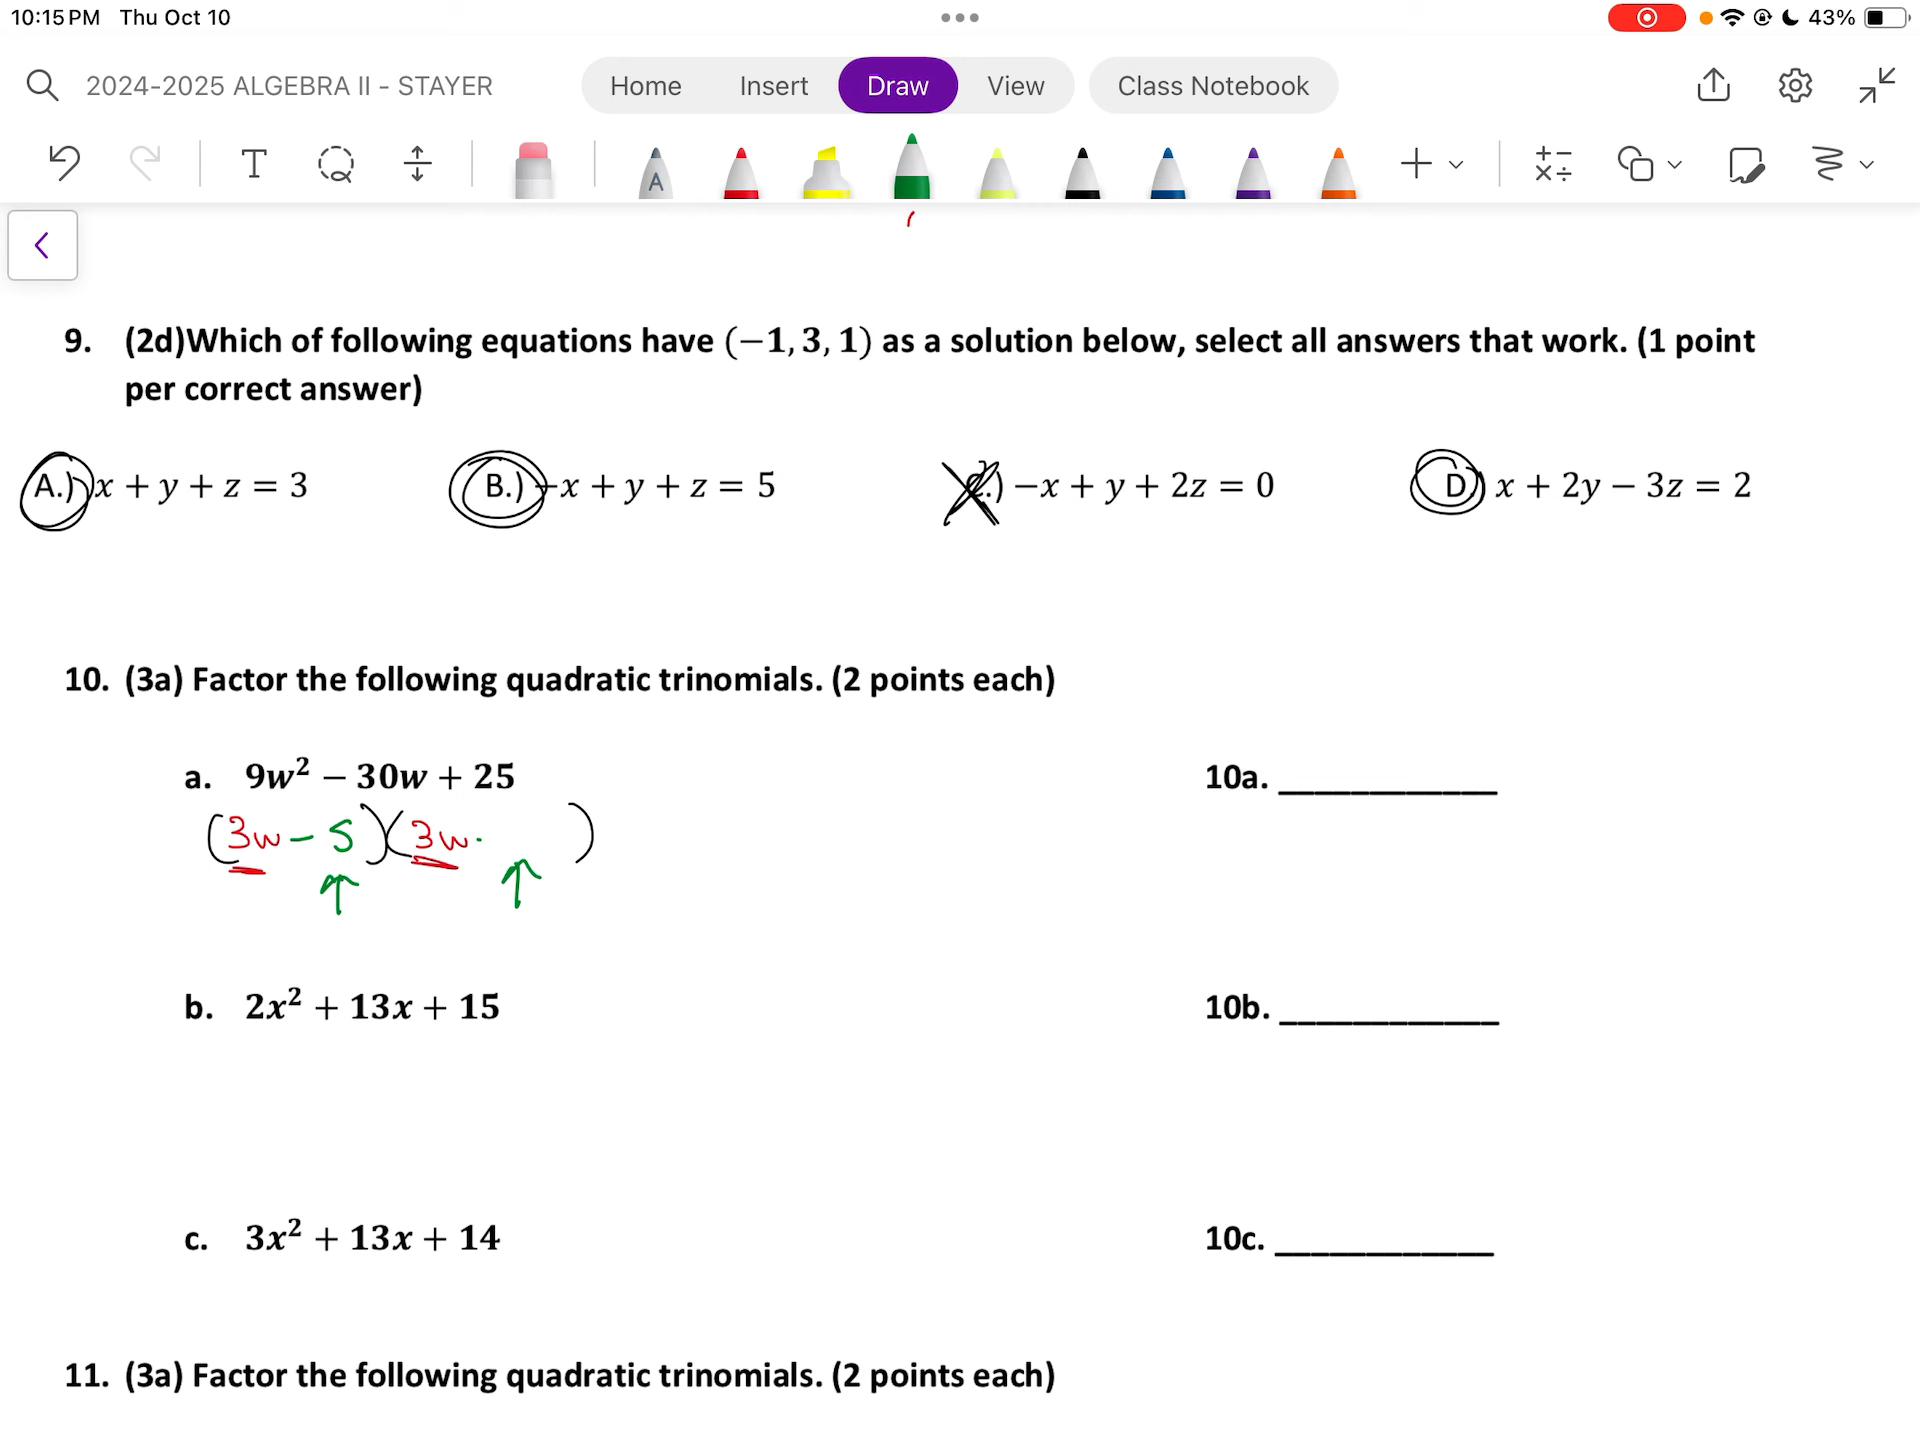 10:15 PM Thu Oct 10
43%
2024-2025 ALGEBRA II - STAYER
Home Insert Draw View Class Notebook
T A
9. (2d)Which of following equations have (−1, 3, 1) as a solution below, select all answers that work. (1 point
per correct answer)
A.) x + y + z = 3 B.) −x + y + z = 5 C.) −x + y + 2z = 0 D.) x + 2y − 3z = 2
10. (3a) Factor the following quadratic trinomials. (2 points each)
a. 9w² − 30w + 25 10a. ____________
(3w − 5)(3w - )
b. 2x² + 13x + 15 10b. ____________
c. 3x² + 13x + 14 10c. ____________
11. (3a) Factor the following quadratic trinomials. (2 points each)